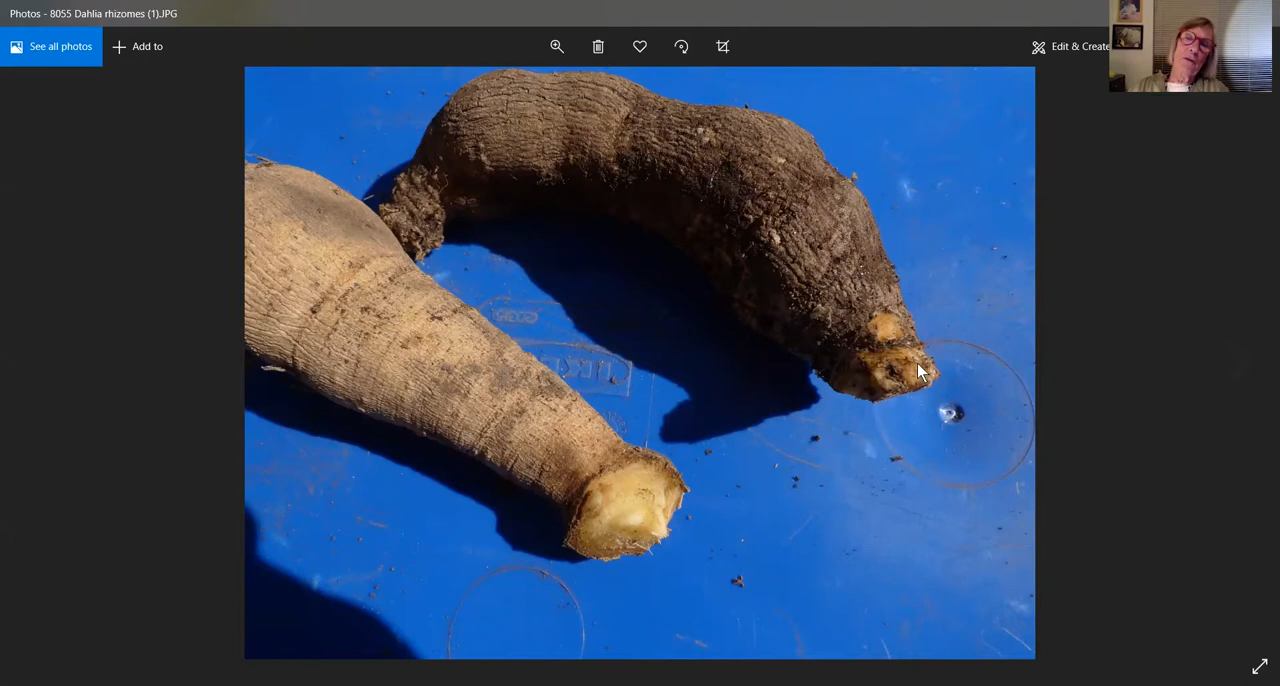 Photos - 8055 Dahlia rhizomes (1).JPG
See all photos
Add to
Edit & Create